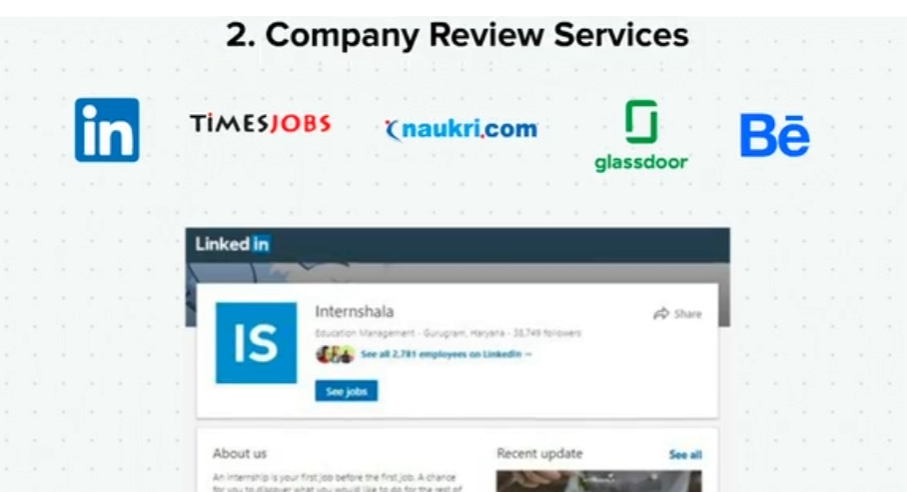 2. Company Review Services
in
TiMESJOBS
naukri.com
glassdoor
Bē
Linked in
IS
Internshala
Share
Education Management - Gurugram, Haryana - 38,749 followers
See all 2,781 employees on LinkedIn
See jobs
About us
Recent update
See all
An internship is your first job before the first job. A chance
for you to discover what you would like to do for the rest of